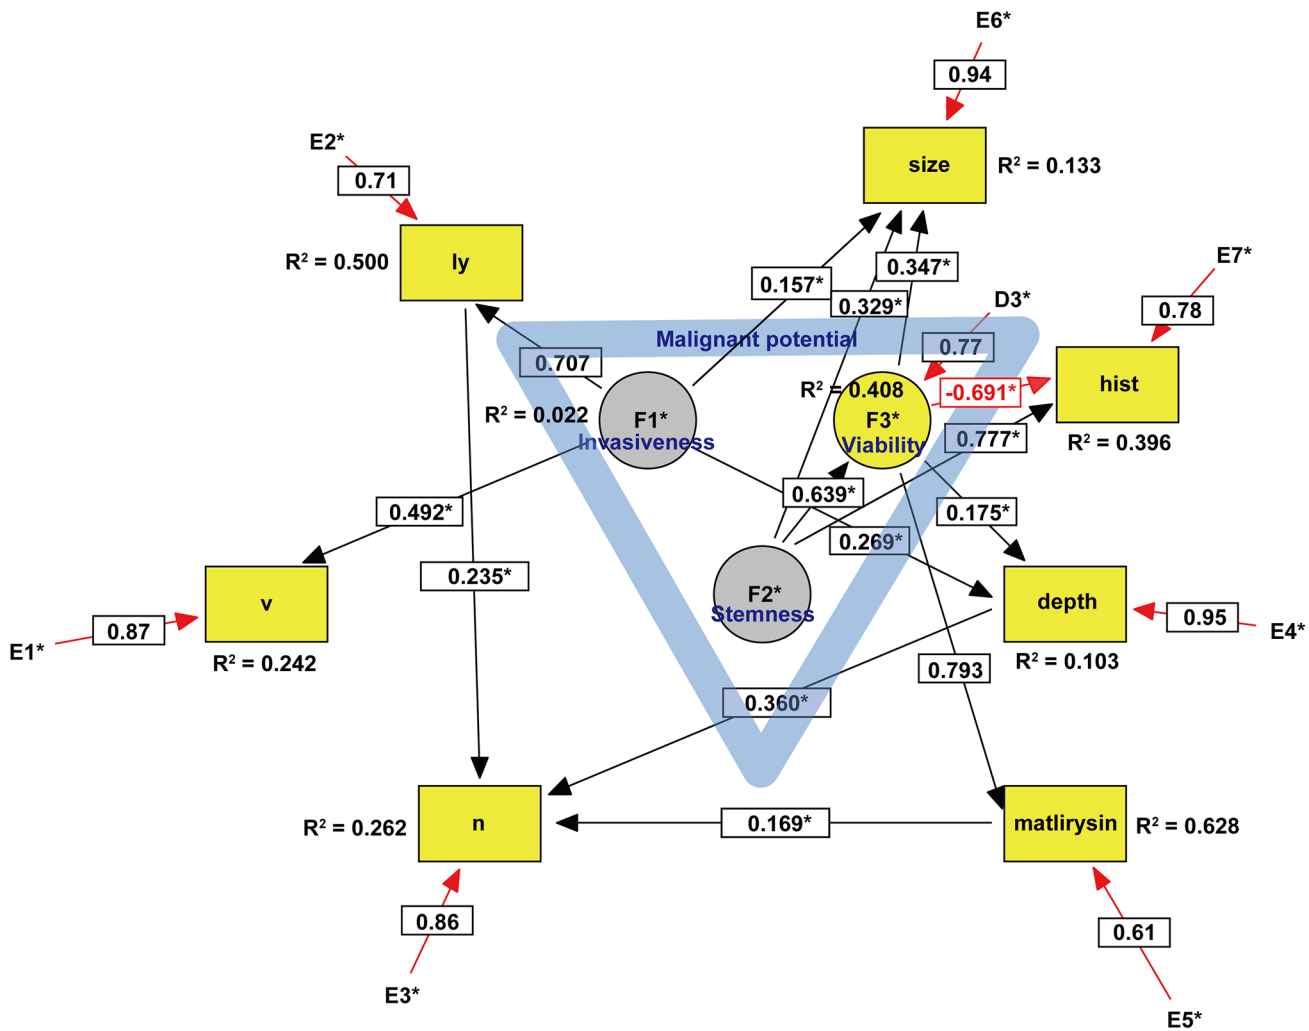 E6*
0.94
size
R² = 0.133
E2*
0.71
ly
R² = 0.500
E7*
0.78
0.157*
0.347*
0.329*
D3*
Malignant potential
0.77
0.707
R² = 0.408
-0.691*
hist
R² = 0.396
R² = 0.022
F1*
Invasiveness
F3*
Viability
0.777*
0.639*
0.492*
0.175*
0.269*
0.235*
F2*
Stemness
v
R² = 0.242
0.87
E1*
depth
R² = 0.103
0.95
E4*
0.793
0.360*
R² = 0.262
n
0.169*
matlirysin
R² = 0.628
0.86
E3*
0.61
E5*